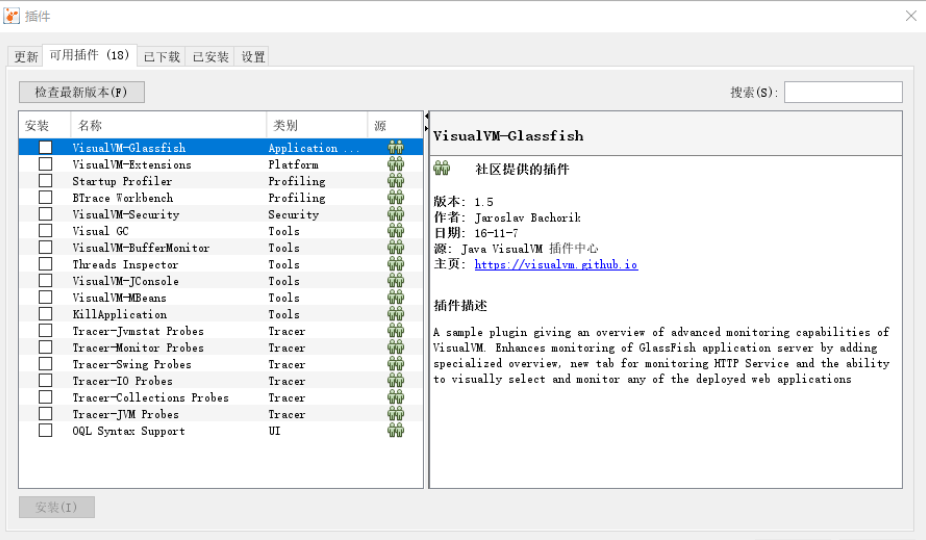 插件
更新 可用插件 (18) 已下载 已安装 设置
检查最新版本(F) 搜索(S):
安装 名称 类别 源
VisualVM-Glassfish Application ...
VisualVM-Extensions Platform
Startup Profiler Profiling
BTrace Workbench Profiling
VisualVM-Security Security
Visual GC Tools
VisualVM-BufferMonitor Tools
Threads Inspector Tools
VisualVM-JConsole Tools
VisualVM-MBeans Tools
KillApplication Tools
Tracer-Jvmstat Probes Tracer
Tracer-Monitor Probes Tracer
Tracer-Swing Probes Tracer
Tracer-IO Probes Tracer
Tracer-Collections Probes Tracer
Tracer-JVM Probes Tracer
OQL Syntax Support UI
VisualVM-Glassfish
社区提供的插件
版本: 1.5
作者: Jaroslav Bachorik
日期: 16-11-7
源: Java VisualVM 插件中心
主页: https://visualvm.github.io
插件描述
A sample plugin giving an overview of advanced monitoring capabilities of
VisualVM. Enhances monitoring of GlassFish application server by adding
specialized overview, new tab for monitoring HTTP Service and the ability
to visually select and monitor any of the deployed web applications
安装(I)